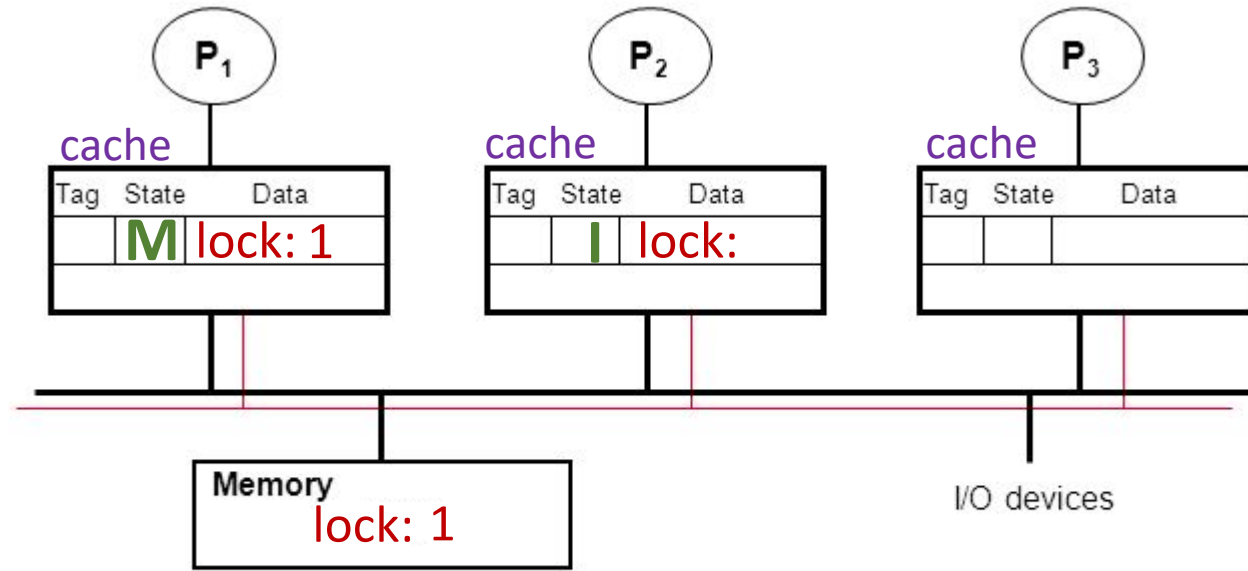 P1 P2 P3
cache cache cache
Tag State Data Tag State Data Tag State Data
M lock: 1 I lock:
Memory
lock: 1
I/O devices